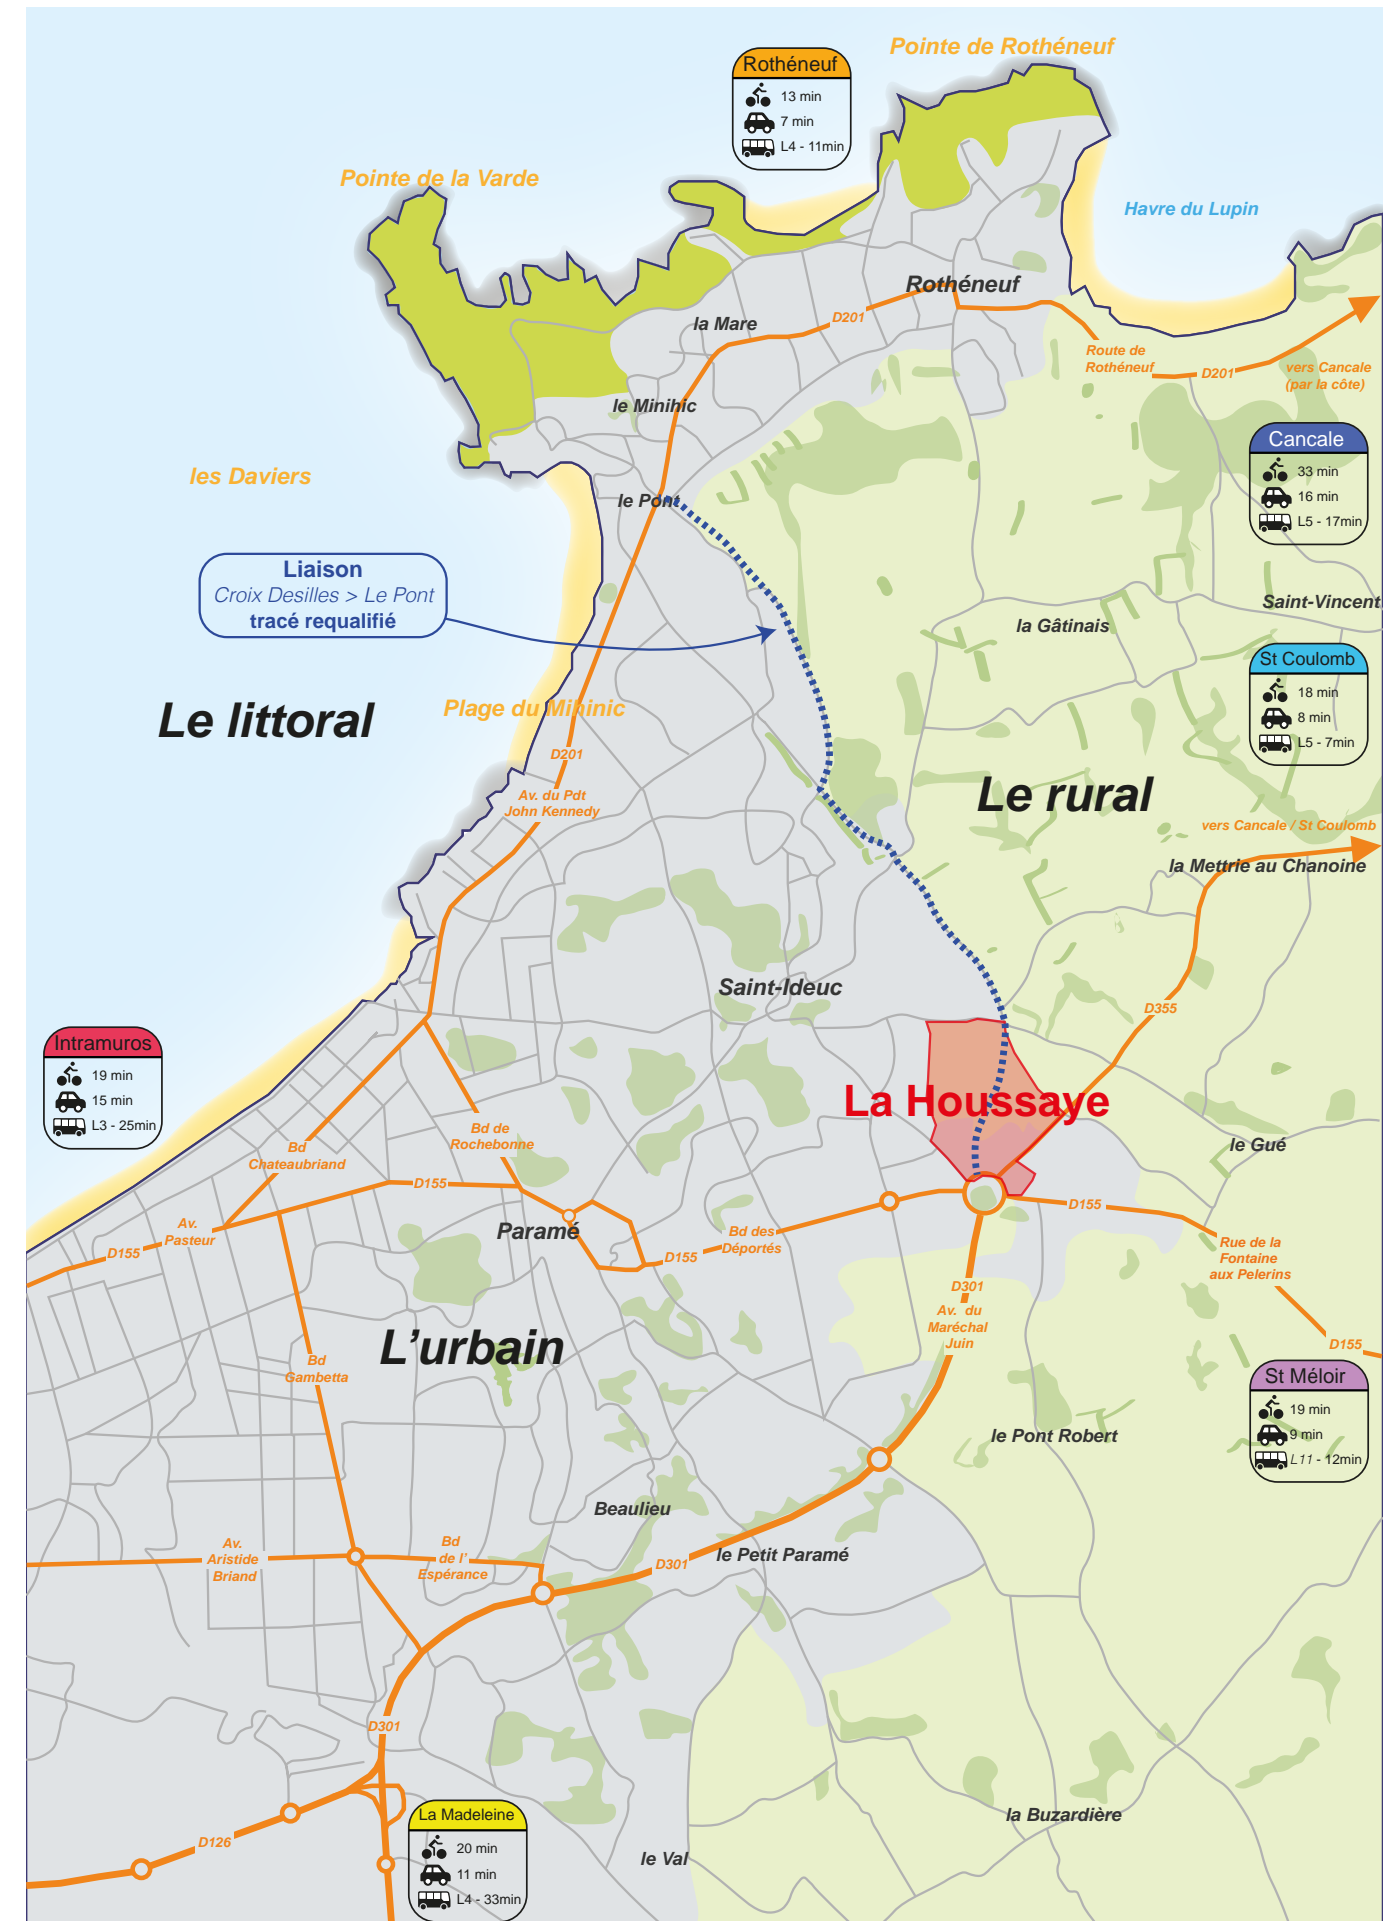 Pointe de Rothéneuf
Rothéneuf
13 min
7 min
L4 - 11min
Pointe de la Varde
Havre du Lupin
Rothéneuf
la Mare
D201
Route de
Rothéneuf
D201
vers Cancale
(par la côte)
le Minihic
Cancale
33 min
16 min
L5 - 17min
les Daviers
le Pont
Liaison
Croix Desilles > Le Pont
tracé requalifié
Saint-Vincent
la Gâtinais
St Coulomb
18 min
8 min
L5 - 7min
Le littoral
Plage du Mihinic
D201
Av. du Pdt
John Kennedy
Le rural
vers Cancale / St Coulomb
la Mettrie au Chanoine
Saint-Ideuc
D355
Intramuros
19 min
15 min
L3 - 25min
La Houssaye
Bd de
Rochebonne
Bd
Chateaubriand
le Gué
D155
Av.
Pasteur
D155
Paramé
Bd des
Déportés
D155
D155
Rue de la
Fontaine
aux Pelerins
D301
Av. du
Maréchal
Juin
L'urbain
Bd
Gambetta
D155
St Méloir
19 min
9 min
L11 - 12min
le Pont Robert
Beaulieu
Av.
Aristide
Briand
Bd
de l'
Espérance
D301
le Petit Paramé
D301
La Madeleine
20 min
11 min
L4 - 33min
D126
la Buzardière
le Val